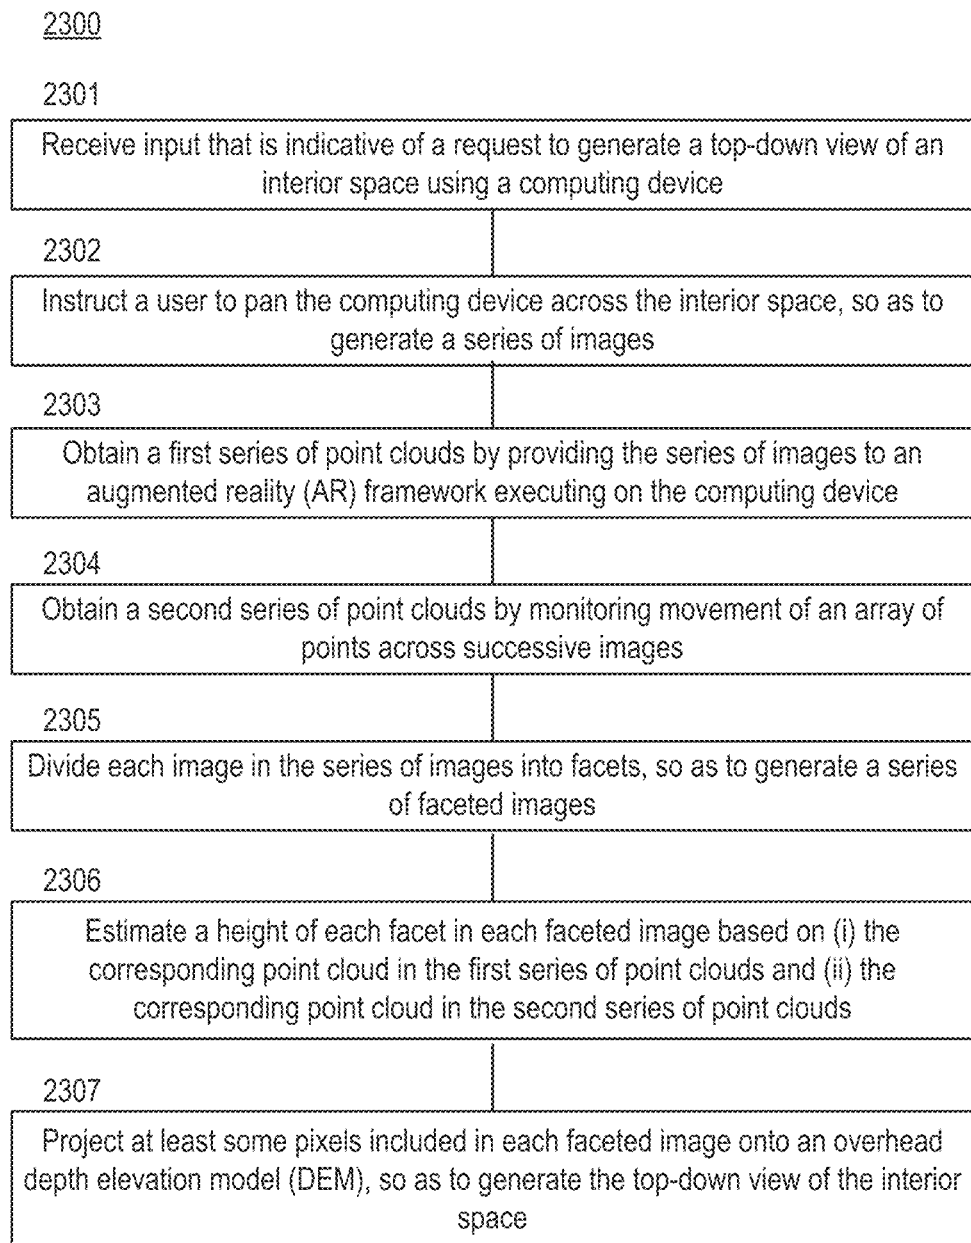 2300
2301
Receive input that is indicative of a request to generate a top-down view of an
interior space using a computing device
2302
Instruct a user to pan the computing device across the interior space, so as to
generate a series of images
2303
Obtain a first series of point clouds by providing the series of images to an
augmented reality (AR) framework executing on the computing device
2304
Obtain a second series of point clouds by monitoring movement of an array of
points across successive images
2305
Divide each image in the series of images into facets, so as to generate a series
of faceted images
2306
Estimate a height of each facet in each faceted image based on (i) the
corresponding point cloud in the first series of point clouds and (ii) the
corresponding point cloud in the second series of point clouds
2307
Project at least some pixels included in each faceted image onto an overhead
depth elevation model (DEM), so as to generate the top-down view of the interior
space